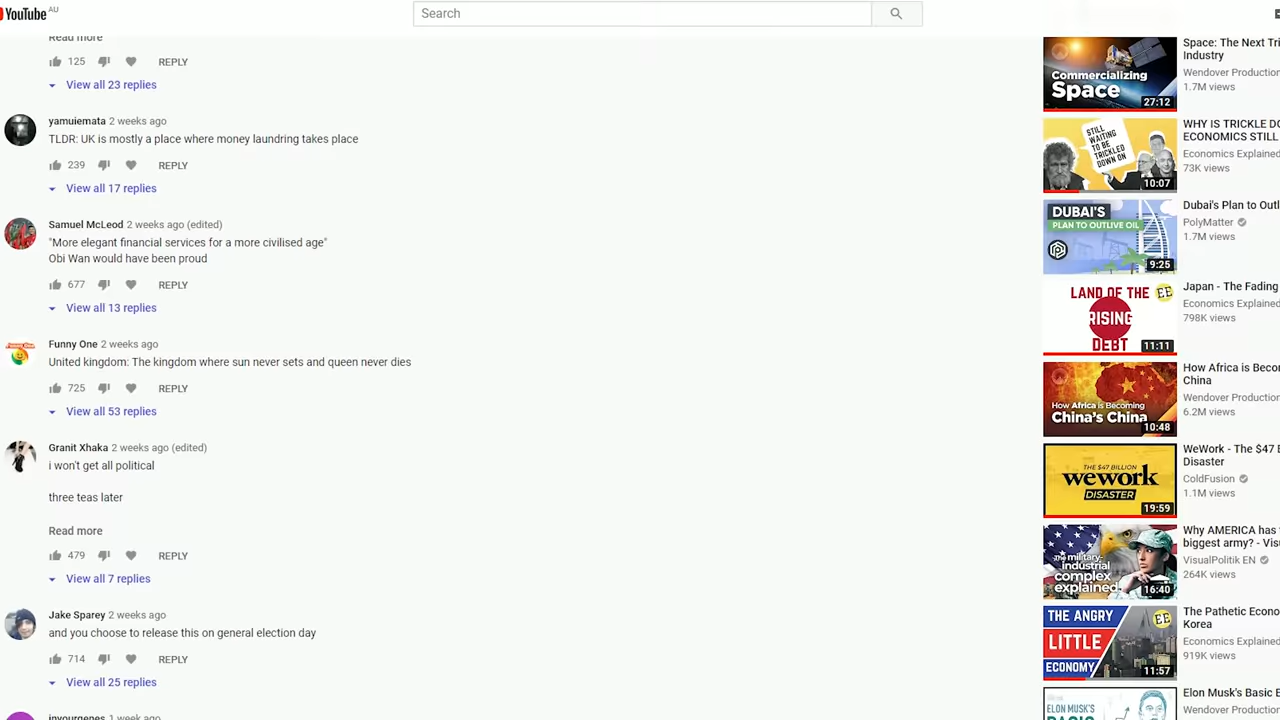 YouTube AU
Search
Read more
125
REPLY
View all 23 replies
yamuiemata 2 weeks ago
TLDR: UK is mostly a place where money laundring takes place
239
REPLY
View all 17 replies
Samuel McLeod 2 weeks ago (edited)
"More elegant financial services for a more civilised age"
Obi Wan would have been proud
677
REPLY
View all 13 replies
Funny One 2 weeks ago
United kingdom: The kingdom where sun never sets and queen never dies
725
REPLY
View all 53 replies
Granit Xhaka 2 weeks ago (edited)
i won't get all political
three teas later
Read more
479
REPLY
View all 7 replies
Jake Sparey 2 weeks ago
and you choose to release this on general election day
714
REPLY
View all 25 replies
invourgenes 1 week ago
Commercializing
Space
27:12
Space: The Next Tri
Industry
Wendover Production
1.7M views
STILL
WAITING
TO BE
TRICKLED
DOWN ON
10:07
WHY IS TRICKLE DO
ECONOMICS STILL
Economics Explained
73K views
DUBAI'S
PLAN TO OUTLIVE OIL
9:25
Dubai's Plan to Outl
PolyMatter
1.7M views
LAND OF THE
EE
RISING
DEBT
11:11
Japan - The Fading
Economics Explained
798K views
How Africa is Becoming
China's China
10:48
How Africa is Becor
China
Wendover Production
6.2M views
THE $47 BILLION
wework
DISASTER
19:59
WeWork - The $47 B
Disaster
ColdFusion
1.1M views
The military-
industrial
complex
explained
16:40
Why AMERICA has
biggest army? - Visu
VisualPolitik EN
264K views
THE ANGRY
EE
LITTLE
ECONOMY
11:57
The Pathetic Econo
Korea
Economics Explained
919K views
ELON MUSK'S
BASIC
Elon Musk's Basic E
Wendover Production